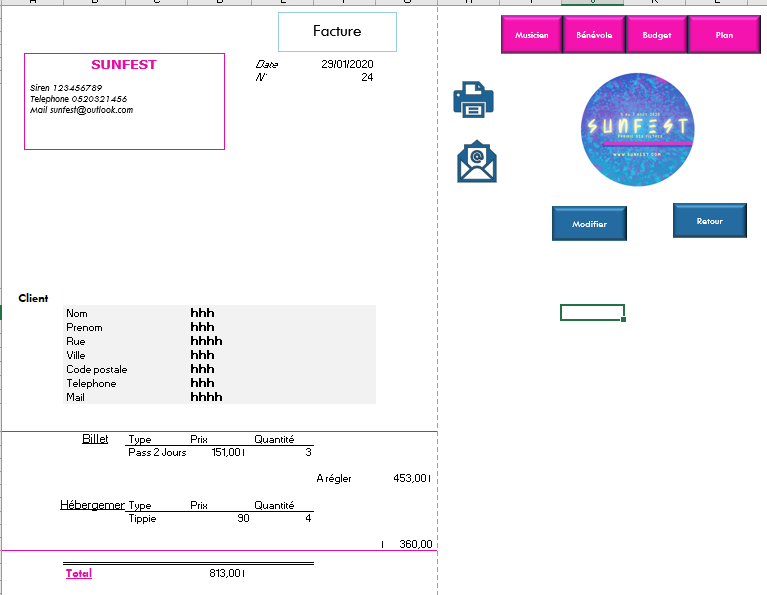 Facture
Musicien Bénévole Budget Plan
SUNFEST
Date 29/01/2020
N° 24
Siren 123456789
Telephone 0520321456
Mail sunfest@outlook.com
SUNFEST
WWW.SUNFEST.COM
Modifier Retour
Client
Nom hhh
Prenom hhh
Rue hhhh
Ville hhh
Code postale hhh
Telephone hhh
Mail hhhh
Billet Type Prix Quantité
Pass 2 Jours 151,00 3
A régler 453,00
Hébergemer Type Prix Quantité
Tippie 90 4
360,00
Total 813,00